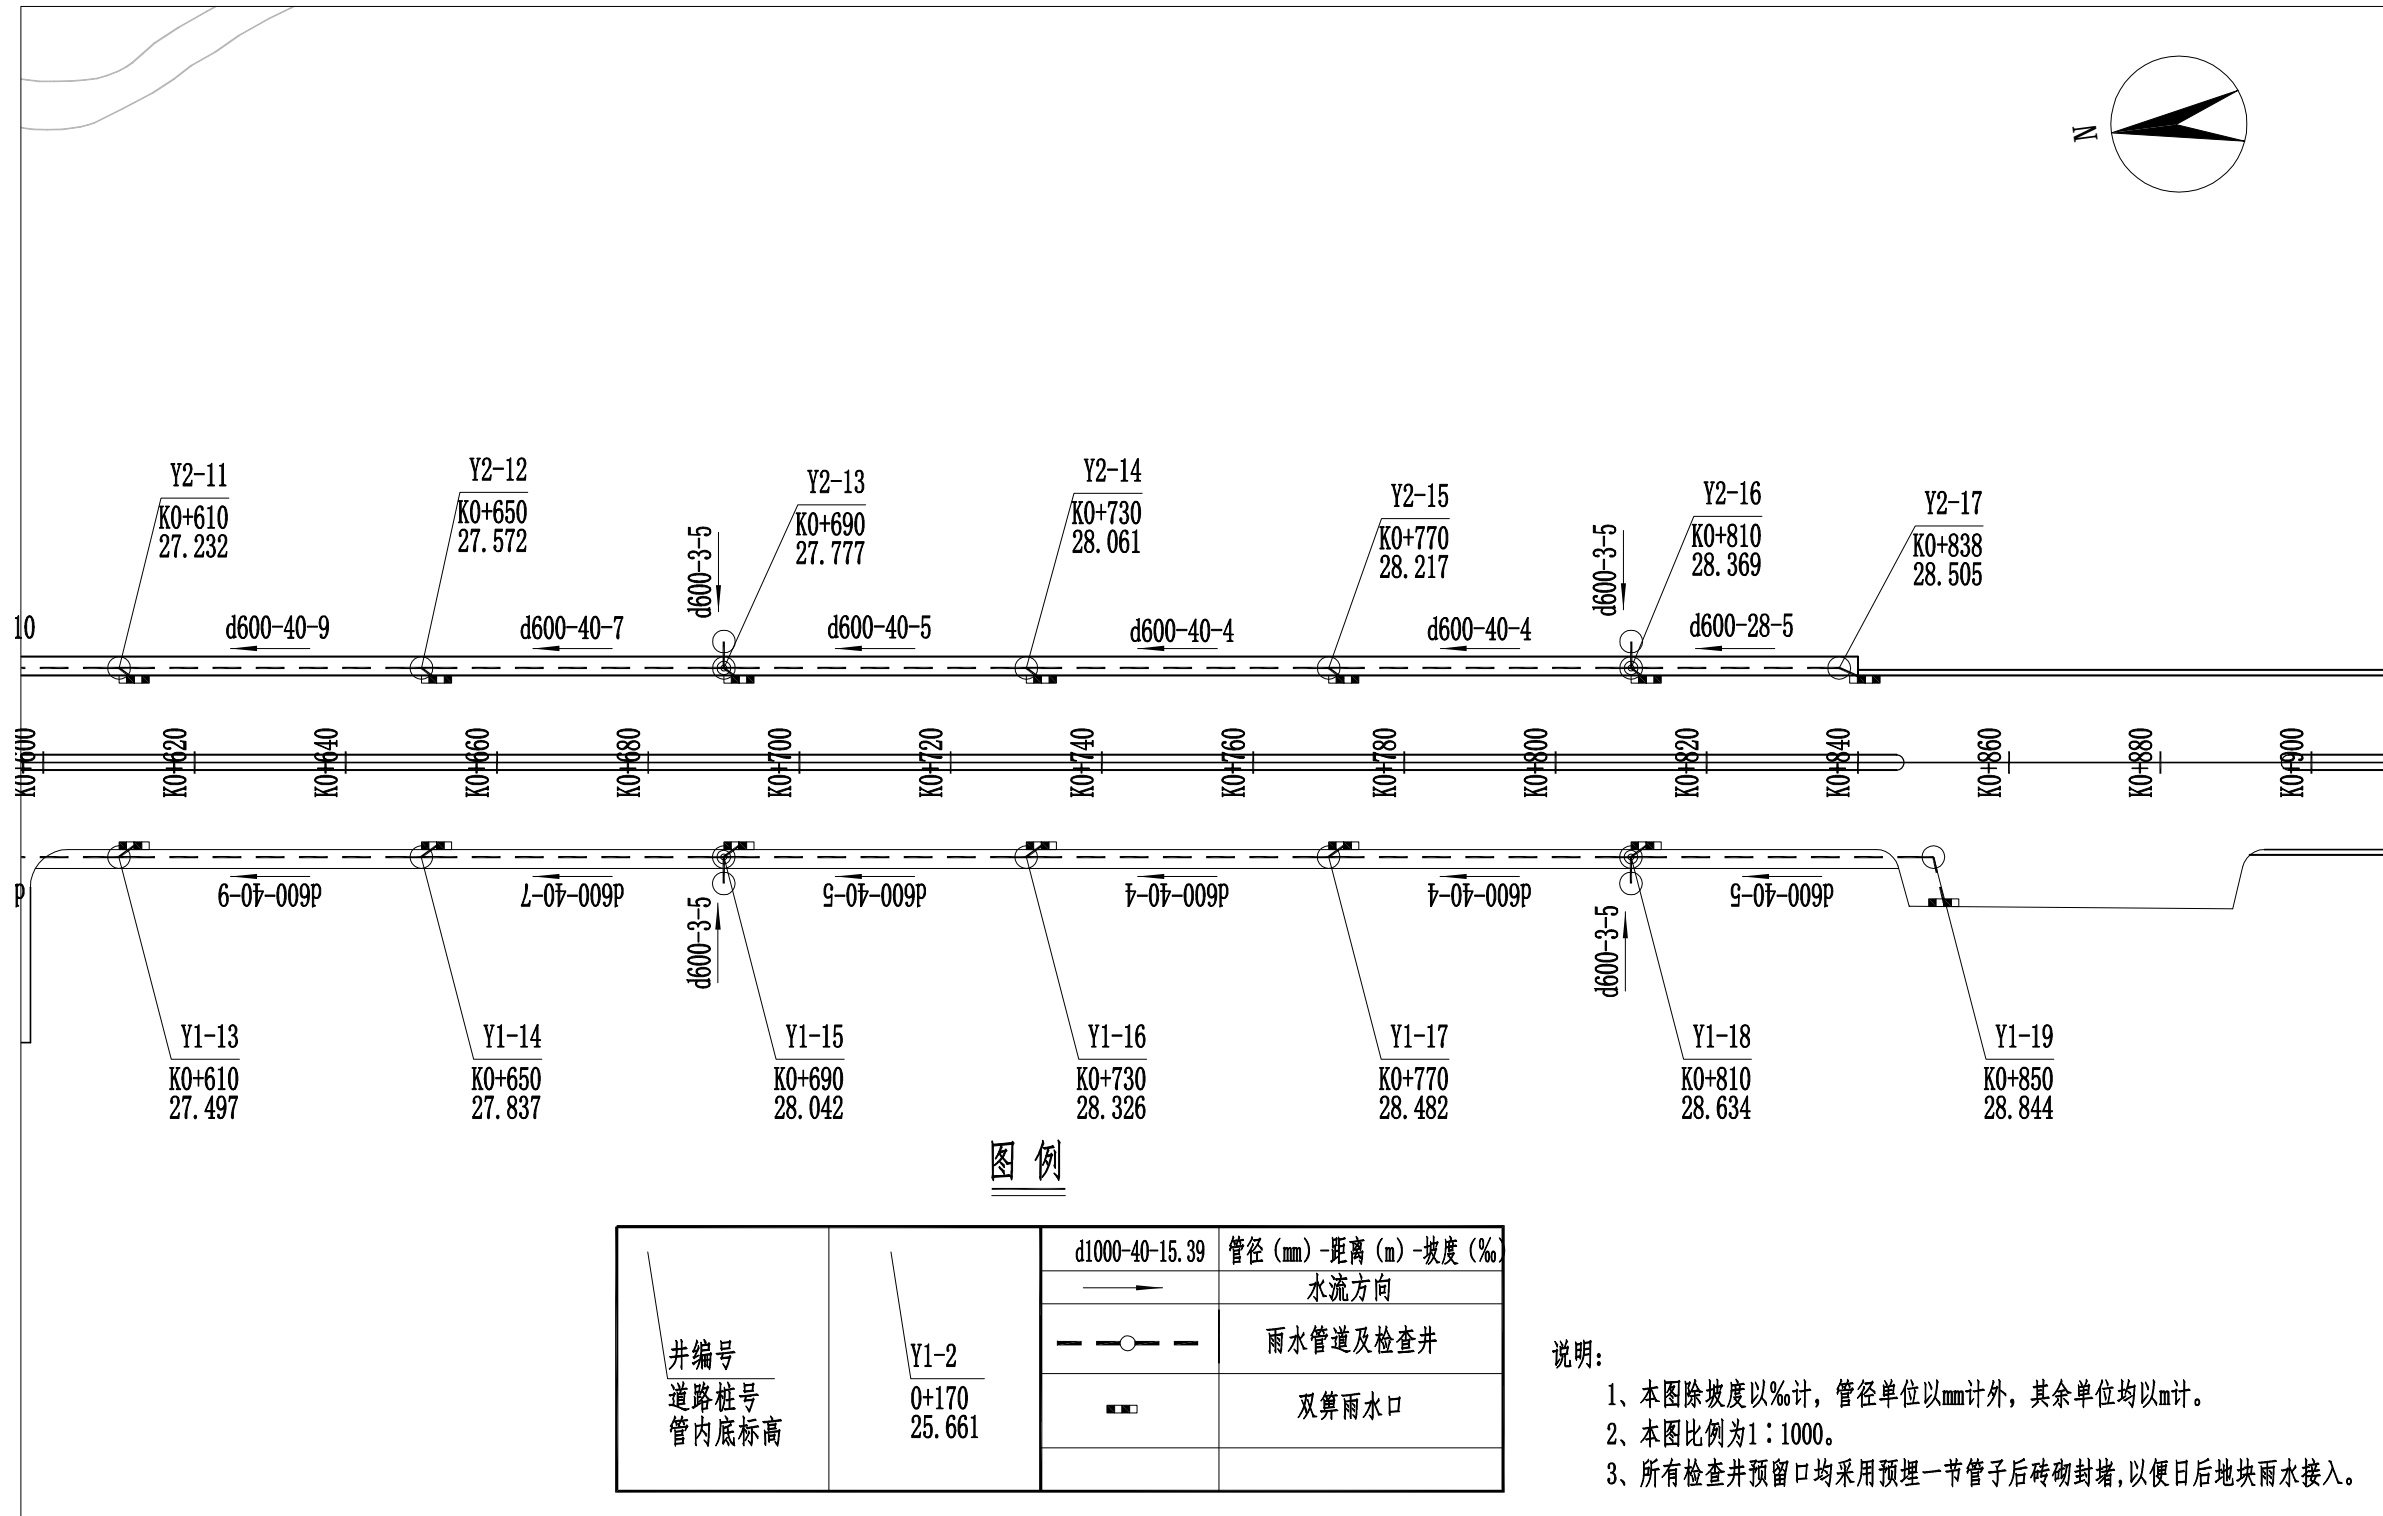 N
Y2-11
K0+610
27.232
Y2-12
K0+650
27.572
Y2-13
K0+690
27.777
Y2-14
K0+730
28.061
Y2-15
K0+770
28.217
Y2-16
K0+810
28.369
Y2-17
K0+838
28.505
d600-3-5
d600-3-5
10
d600-40-9
d600-40-7
d600-40-5
d600-40-4
d600-40-4
d600-28-5
K0+600
K0+620
K0+640
K0+660
K0+680
K0+700
K0+720
K0+740
K0+760
K0+780
K0+800
K0+820
K0+840
K0+860
K0+880
K0+900
d
d600-40-9
d600-40-7
d600-40-5
d600-40-4
d600-40-4
d600-40-5
d600-3-5
d600-3-5
Y1-13
K0+610
27.497
Y1-14
K0+650
27.837
Y1-15
K0+690
28.042
Y1-16
K0+730
28.326
Y1-17
K0+770
28.482
Y1-18
K0+810
28.634
Y1-19
K0+850
28.844
图 例
井编号
道路桩号
管内底标高
Y1-2
0+170
25.661
d1000-40-15.39
管径(mm)-距离(m)-坡度(‰)
水流方向
雨水管道及检查井
双箅雨水口
说明:
1、本图除坡度以‰计，管径单位以mm计外，其余单位均以m计。
2、本图比例为1：1000。
3、所有检查井预留口均采用预埋一节管子后砖砌封堵,以便日后地块雨水接入。